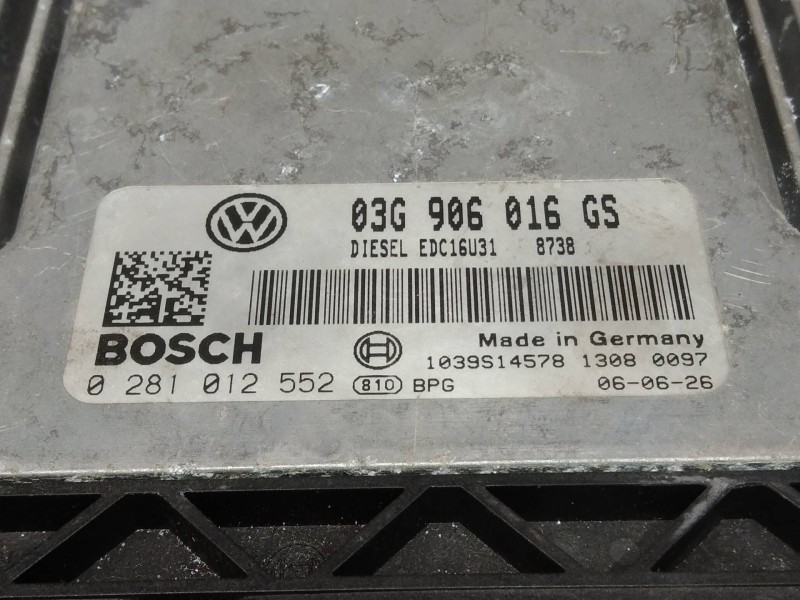 VW
03G 906 016 GS
DIESEL EDC16U31 8738
BOSCH
Made in Germany
1039S14578 1308 0097
0 281 012 552 810 BPG 06-06-26